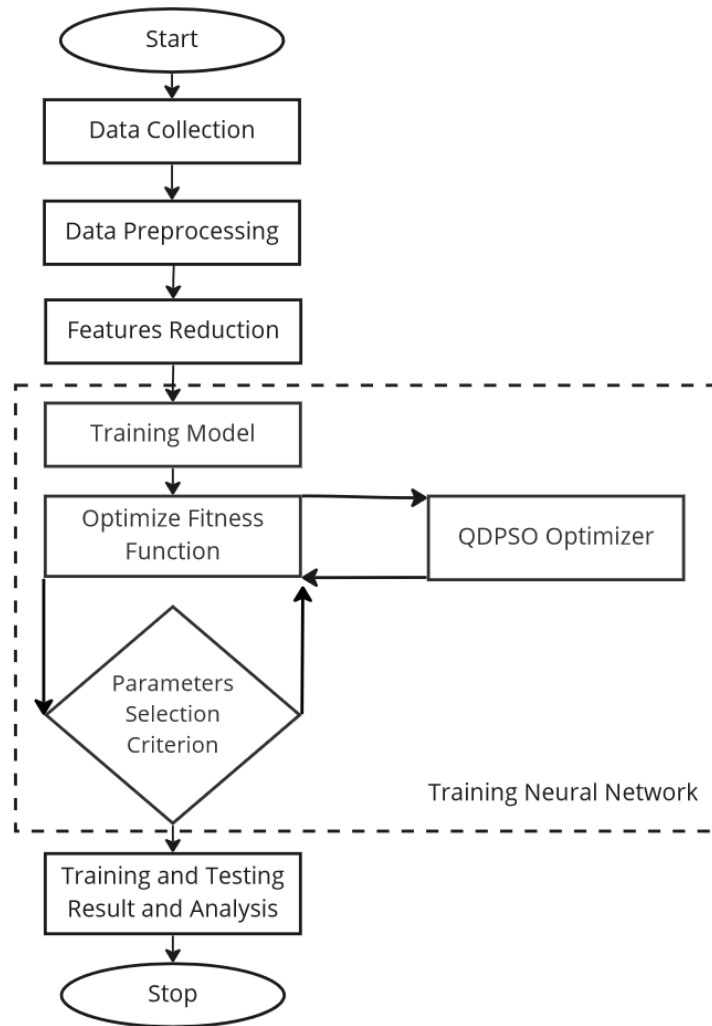 Start
Data Collection
Data Preprocessing
Features Reduction
Training Model
Optimize Fitness
Function
QDPSO Optimizer
Parameters
Selection
Criterion
Training Neural Network
Training and Testing
Result and Analysis
Stop